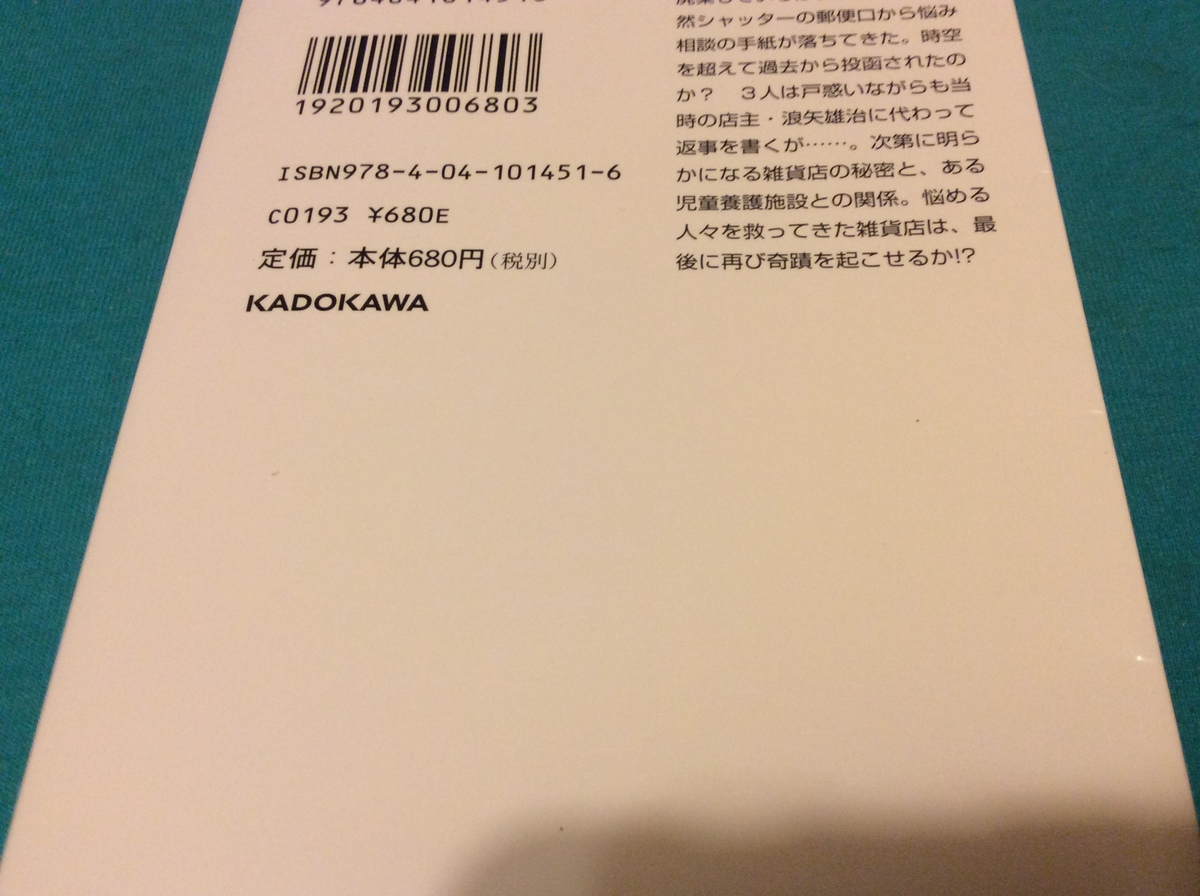 1920193006803
ISBN978-4-04-101451-6
C0193 ¥680E
定価:本体680円(税別)
KADOKAWA
然シャッターの郵便口から悩み
相談の手紙が落ちてきた。時空
を超えて過去から投函されたの
か? 3人は戸惑いながらも当
時の店主・浪矢雄治に代わって
返事を書くが……。次第に明ら
かになる雑貨店の秘密と、ある
児童養護施設との関係。悩める
人々を救ってきた雑貨店は、最
後に再び奇蹟を起こせるか!?